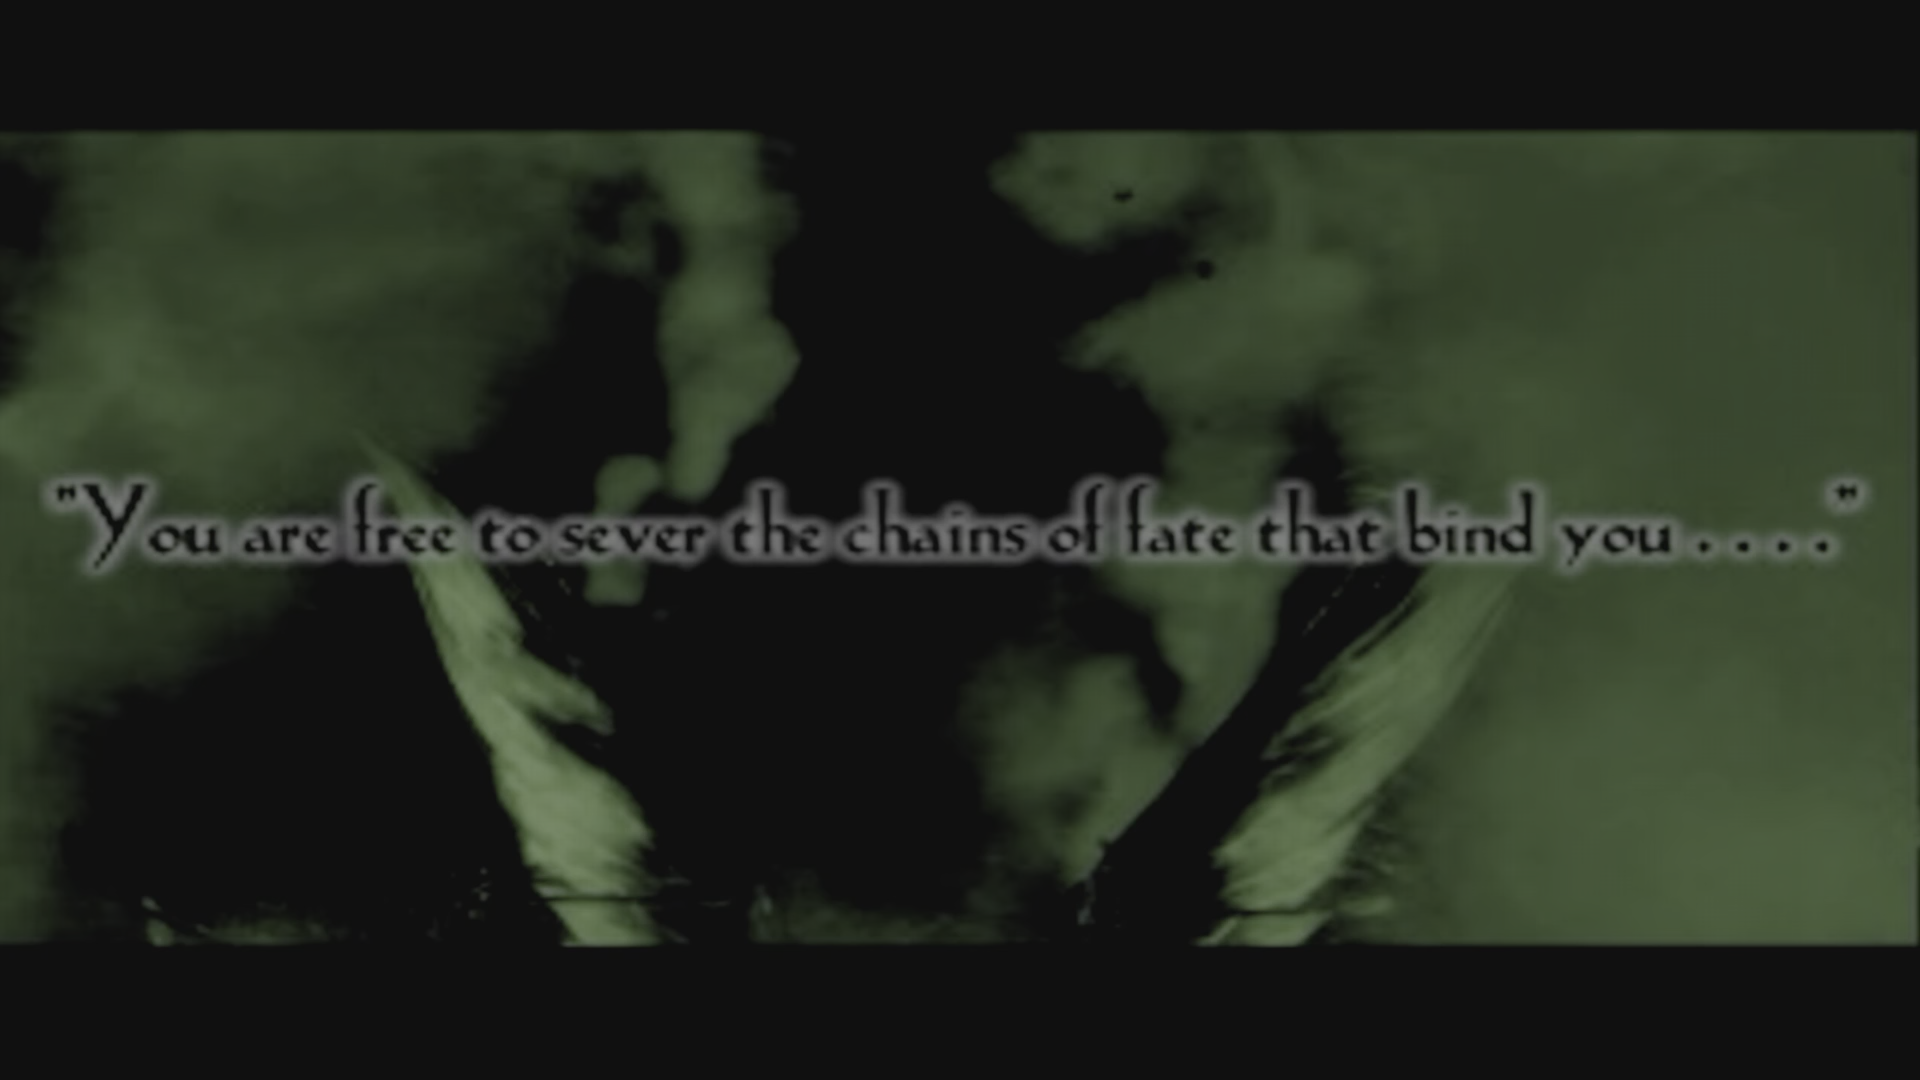 "You are free to sever the chains of fate that bind you . . . ."